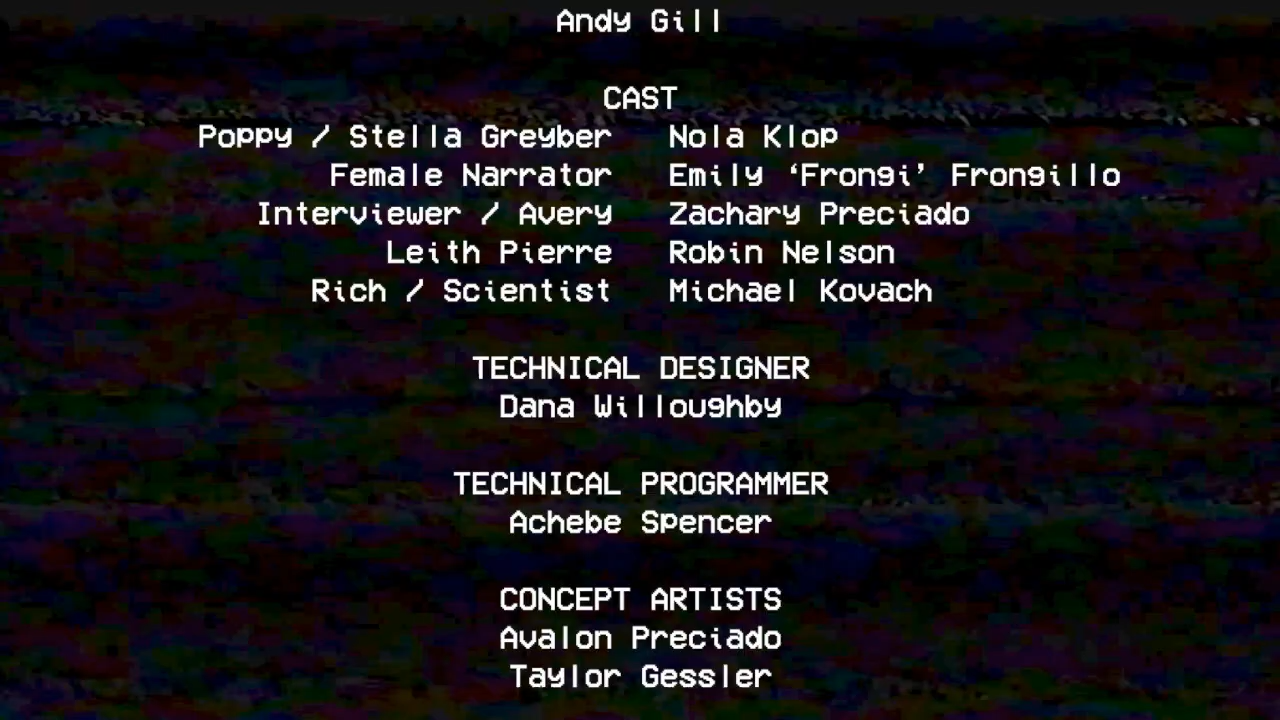 Andy Gill
CAST
Poppy / Stella Greyber Nola Klop
Female Narrator Emily ‘Frongi’ Frongillo
Interviewer / Avery Zachary Preciado
Leith Pierre Robin Nelson
Rich / Scientist Michael Kovach
TECHNICAL DESIGNER
Dana Willoughby
TECHNICAL PROGRAMMER
Achebe Spencer
CONCEPT ARTISTS
Avalon Preciado
Taylor Gessler